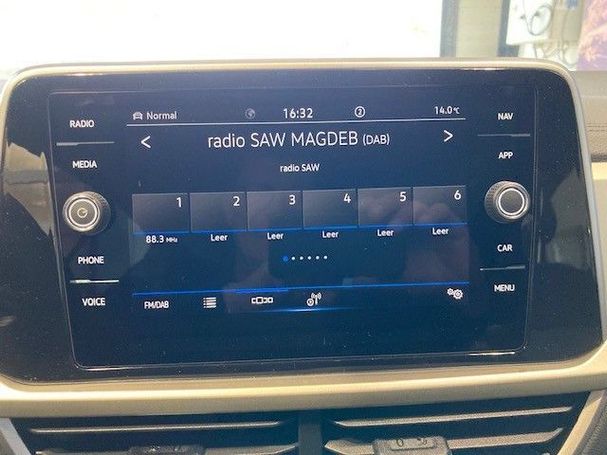 Normal 16:32 2 14.0°C
RADIO NAV
< radio SAW MAGDEB (DAB) >
MEDIA APP
radio SAW
1 2 3 4 5 6
88.3 MHz Leer Leer Leer Leer Leer
PHONE CAR
VOICE MENU
FM/DAB